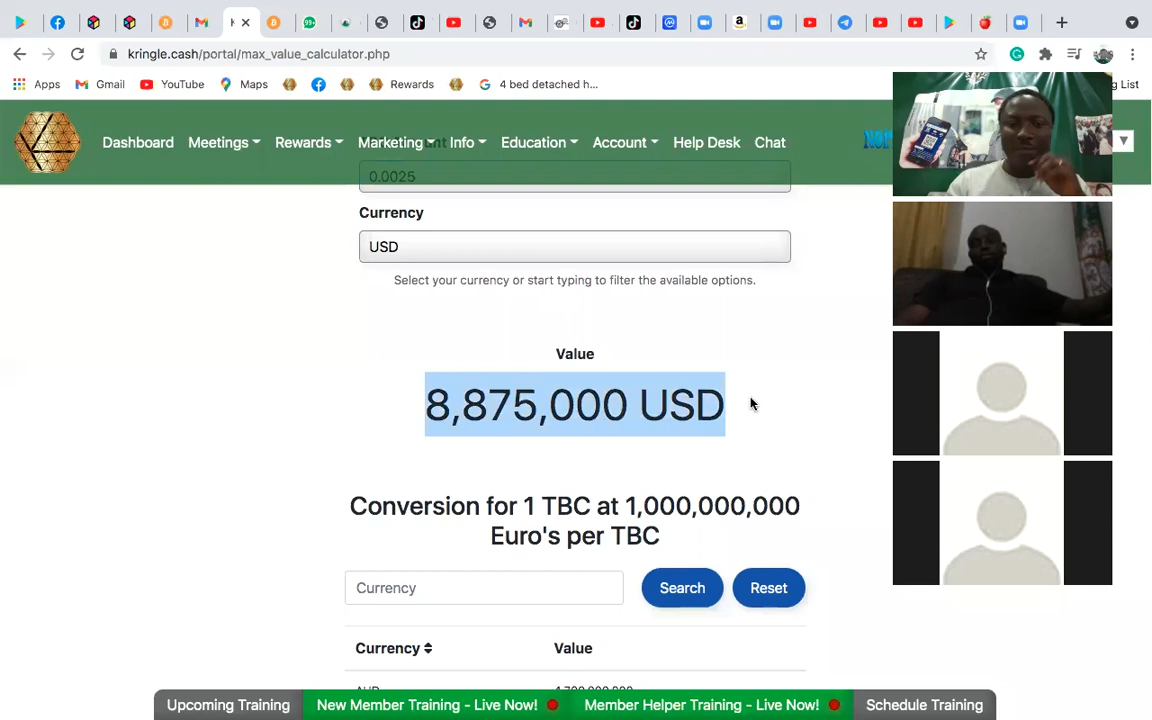 99+
kringle.cash/portal/max_value_calculator.php
Apps Gmail YouTube Maps Rewards 4 bed detached h... List
Dashboard Meetings Rewards Marketing Info Education Account Help Desk Chat
0.0025
Currency
USD
Select your currency or start typing to filter the available options.
Value
8,875,000 USD
Conversion for 1 TBC at 1,000,000,000
Euro's per TBC
Currency Search Reset
Currency Value
Upcoming Training New Member Training - Live Now! Member Helper Training - Live Now! Schedule Training